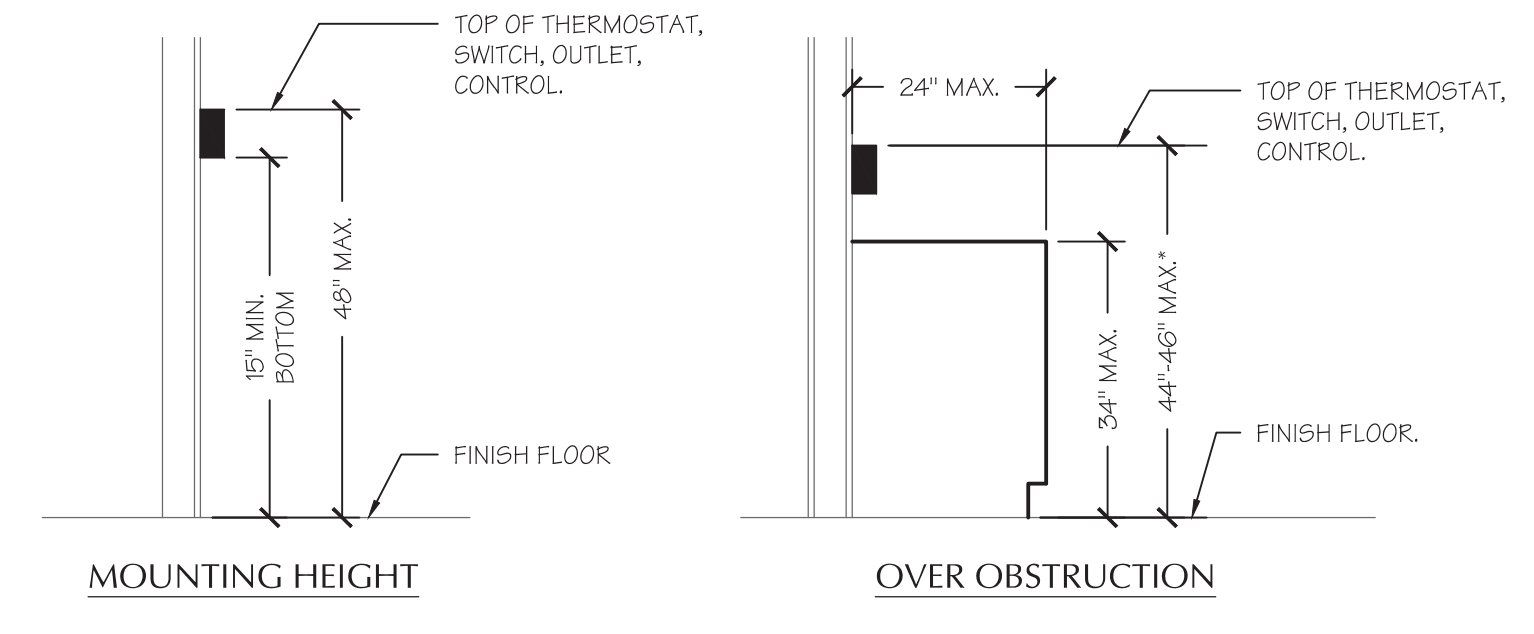 TOP OF THERMOSTAT,
SWITCH, OUTLET,
CONTROL.
15" MIN.
BOTTOM
48" MAX.
FINISH FLOOR
MOUNTING HEIGHT
24" MAX.
TOP OF THERMOSTAT,
SWITCH, OUTLET,
CONTROL.
34" MAX.
44"-46" MAX.*
FINISH FLOOR.
OVER OBSTRUCTION